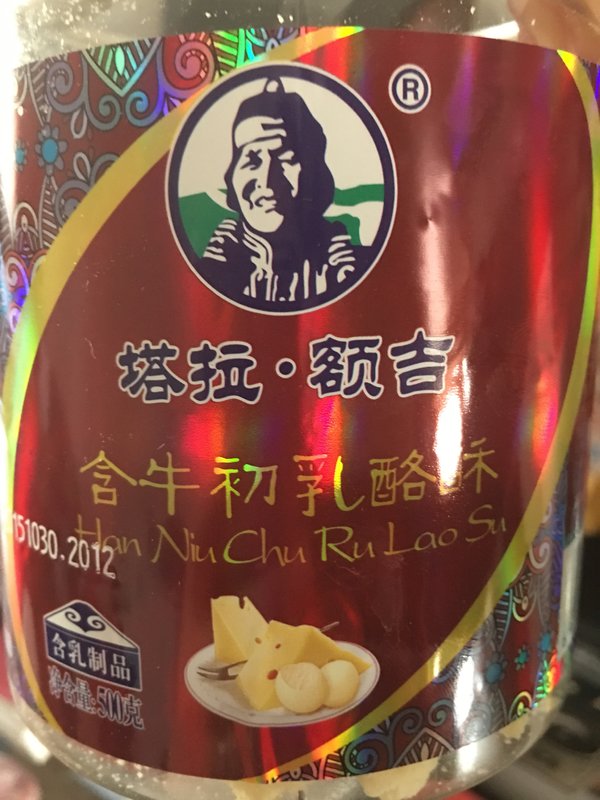 ®
塔拉·额吉
含牛初乳酪酥
Han Niu Chu Ru Lao Su
151030.2012
含乳制品
净含量:500克